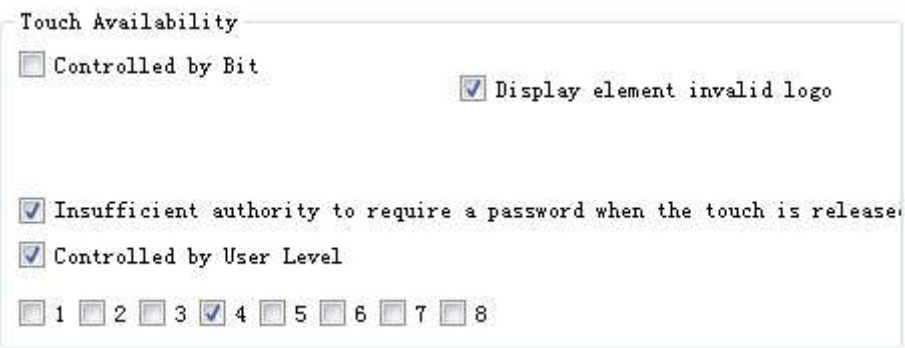 Touch Availability
Controlled by Bit
Display element invalid logo
Insufficient authority to require a password when the touch is release
Controlled by User Level
1 2 3 4 5 6 7 8